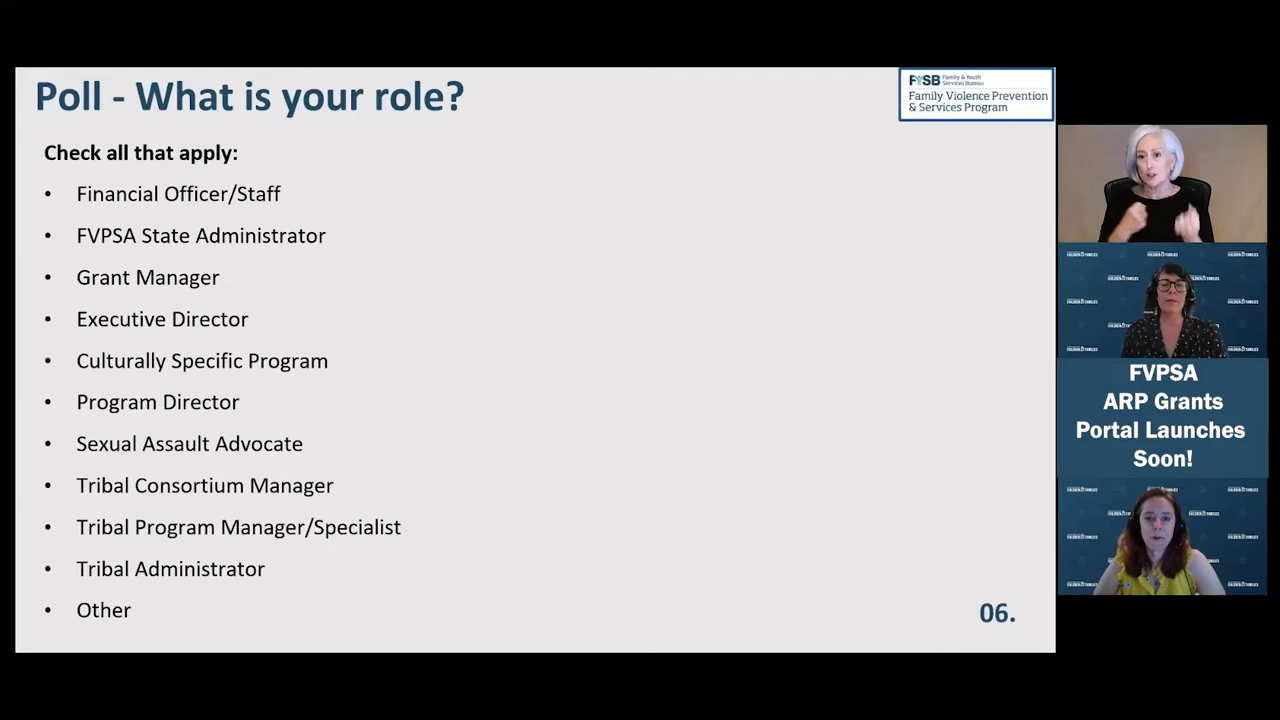 Poll - What is your role?
FYSB Family & Youth
Services Bureau
Family Violence Prevention
& Services Program
Check all that apply:
• Financial Officer/Staff
• FVPSA State Administrator
• Grant Manager
• Executive Director
• Culturally Specific Program
• Program Director
• Sexual Assault Advocate
• Tribal Consortium Manager
• Tribal Program Manager/Specialist
• Tribal Administrator
• Other
06.
FVPSA
ARP Grants
Portal Launches
Soon!